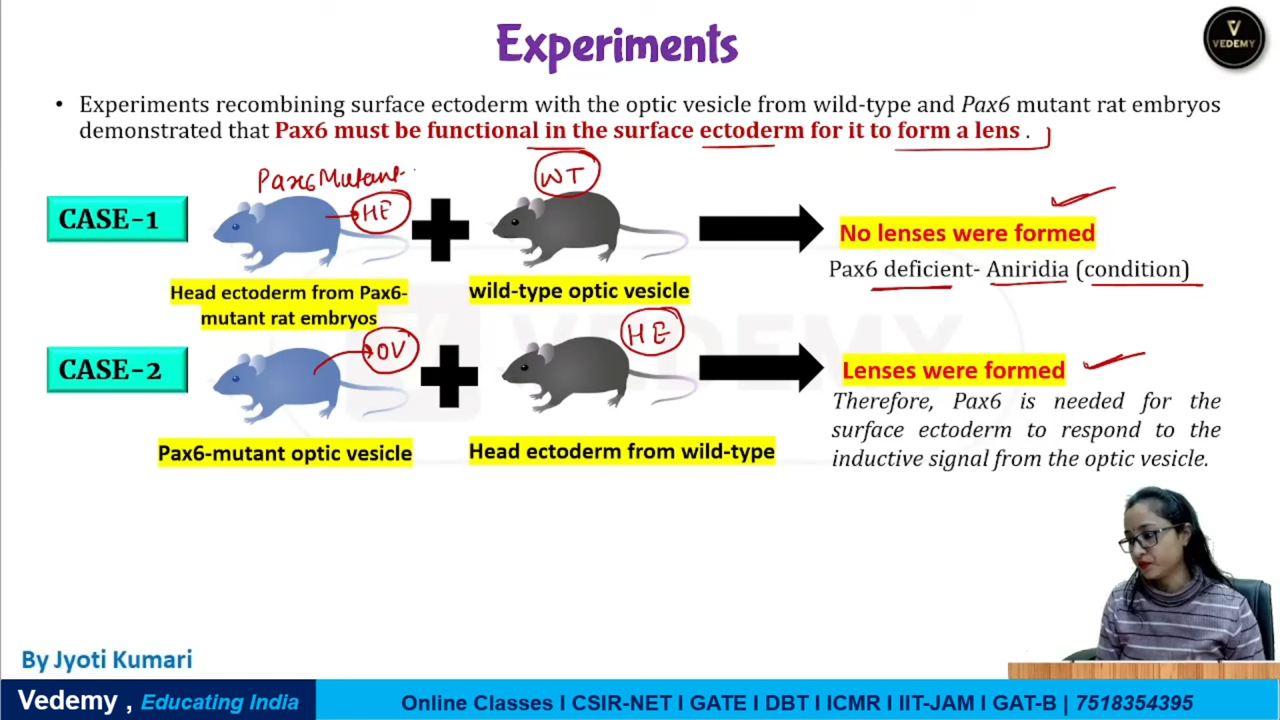 Experiments
VEDEMY
• Experiments recombining surface ectoderm with the optic vesicle from wild-type and Pax6 mutant rat embryos
demonstrated that Pax6 must be functional in the surface ectoderm for it to form a lens .
Pax6 Mutant
WT
CASE-1
HE
No lenses were formed
Pax6 deficient- Aniridia (condition)
Head ectoderm from Pax6-
mutant rat embryos
wild-type optic vesicle
VEDEMY
HE
OV
CASE-2
Lenses were formed
Therefore, Pax6 is needed for the
surface ectoderm to respond to the
inductive signal from the optic vesicle.
Pax6-mutant optic vesicle
Head ectoderm from wild-type
By Jyoti Kumari
Vedemy , Educating India
Online Classes I CSIR-NET I GATE I DBT I ICMR I IIT-JAM I GAT-B | 7518354395